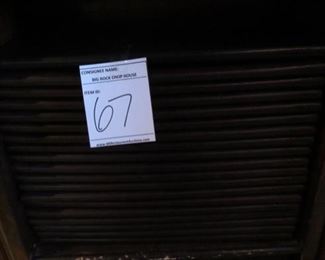 CONSIGNEE NAME:
BIG ROCK CHOP HOUSE
ITEM ID:
67